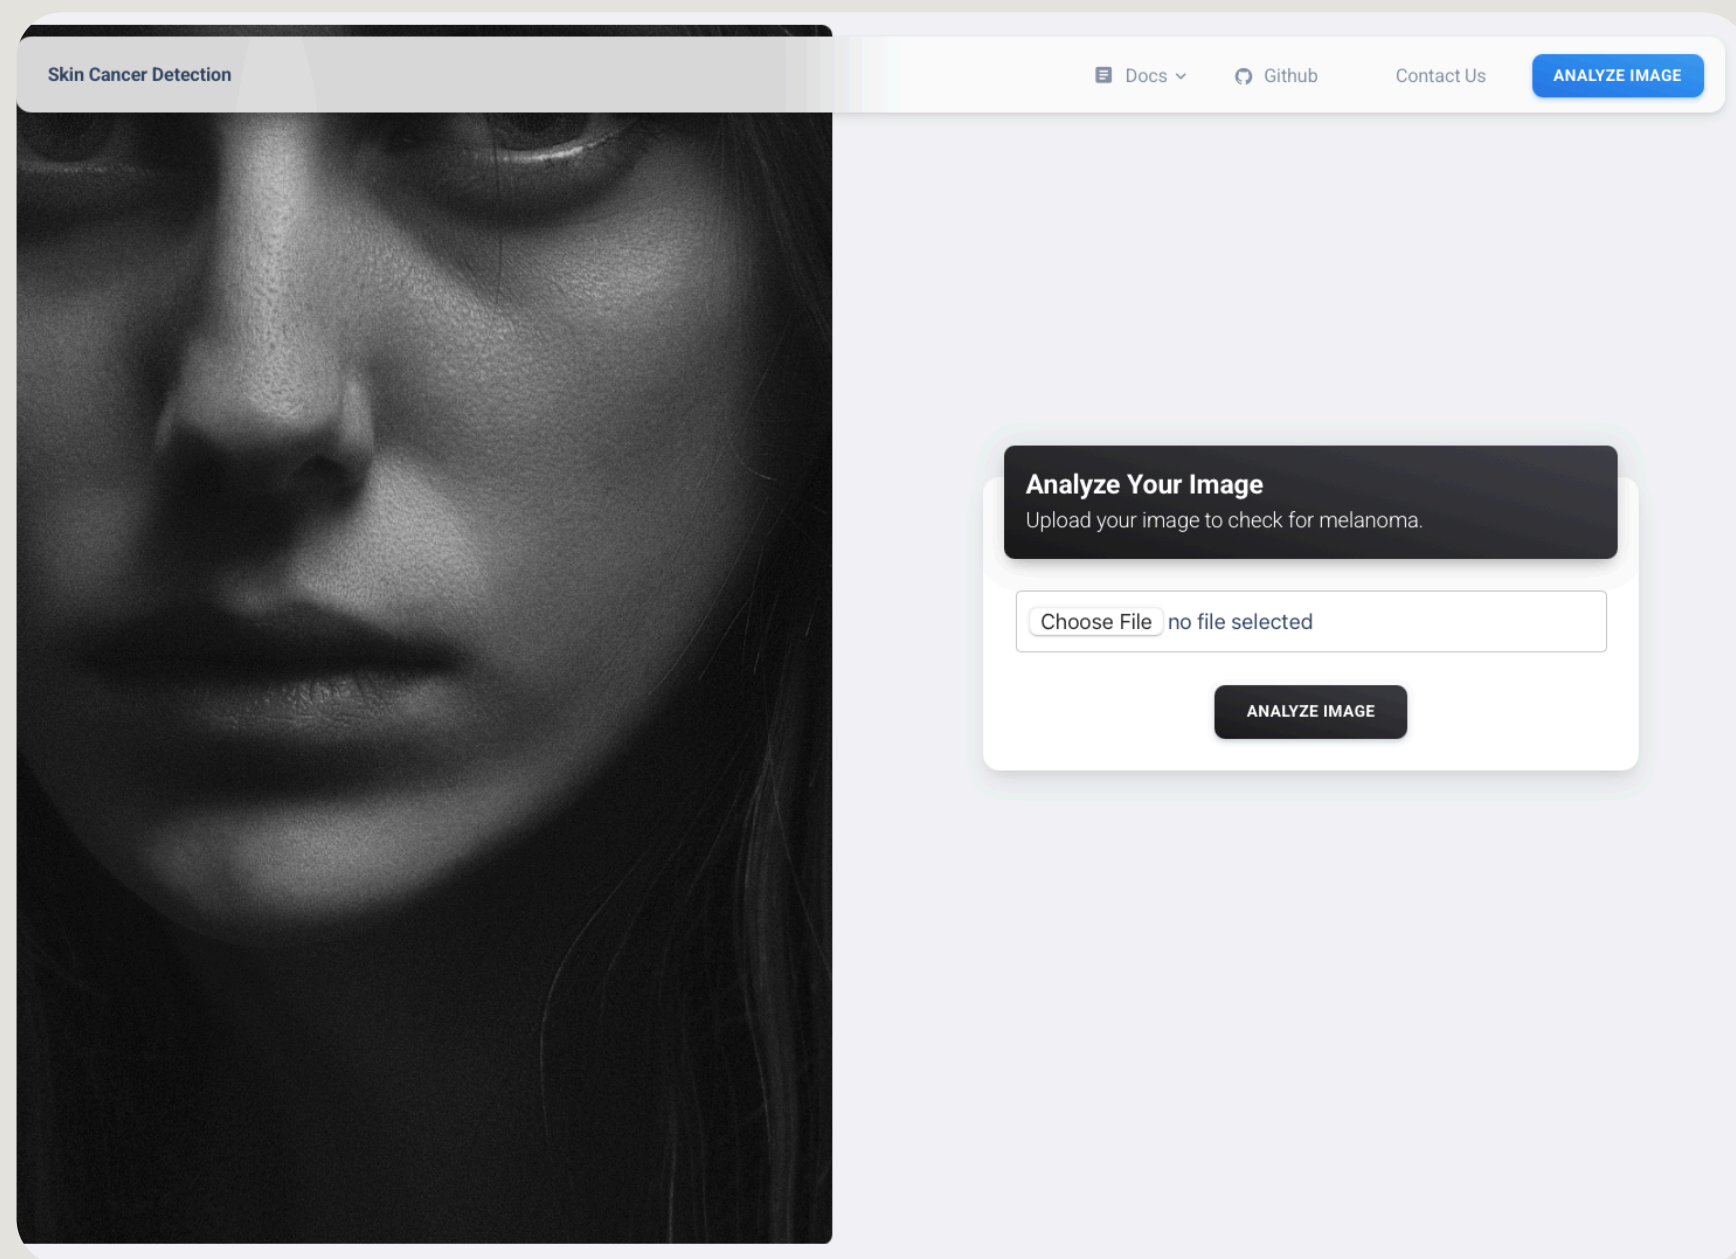 Skin Cancer Detection
Docs
Github
Contact Us
ANALYZE IMAGE
Analyze Your Image
Upload your image to check for melanoma.
Choose File no file selected
ANALYZE IMAGE